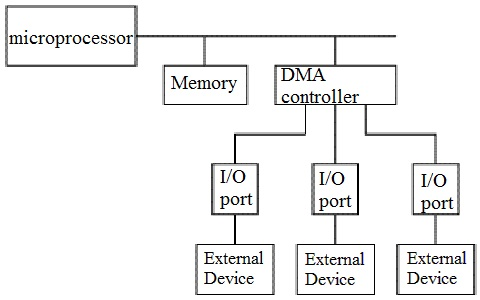 microprocessor
Memory
DMA
controller
I/O
port
I/O
port
I/O
port
External
Device
External
Device
External
Device